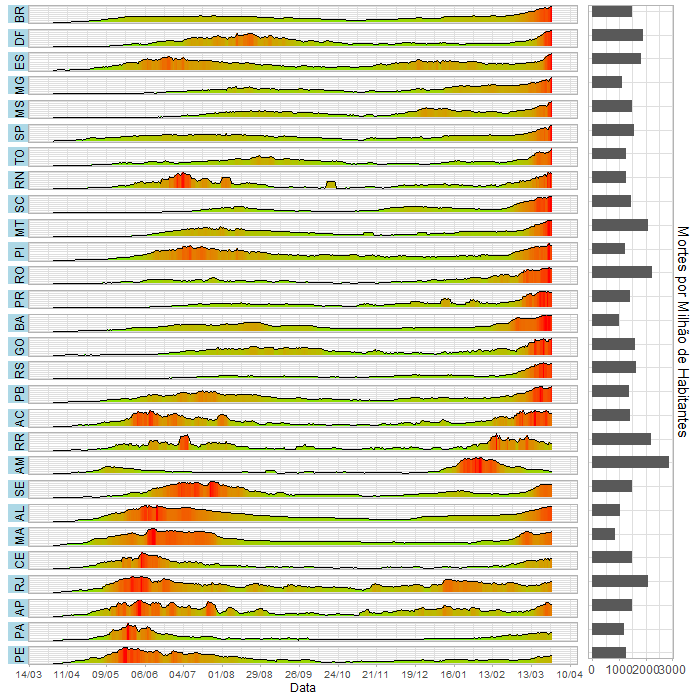 BR
DF
ES
MG
MS
SP
TO
RN
SC
MT
PI
RO
PR
BA
GO
RS
PB
AC
RR
AM
SE
AL
MA
CE
RJ
AP
PA
PE
14/03 11/04 09/05 06/06 04/07 01/08 29/08 26/09 24/10 21/11 19/12 16/01 13/02 13/03 10/04
Data
0 1000 2000 3000
Mortes por Milhão de Habitantes